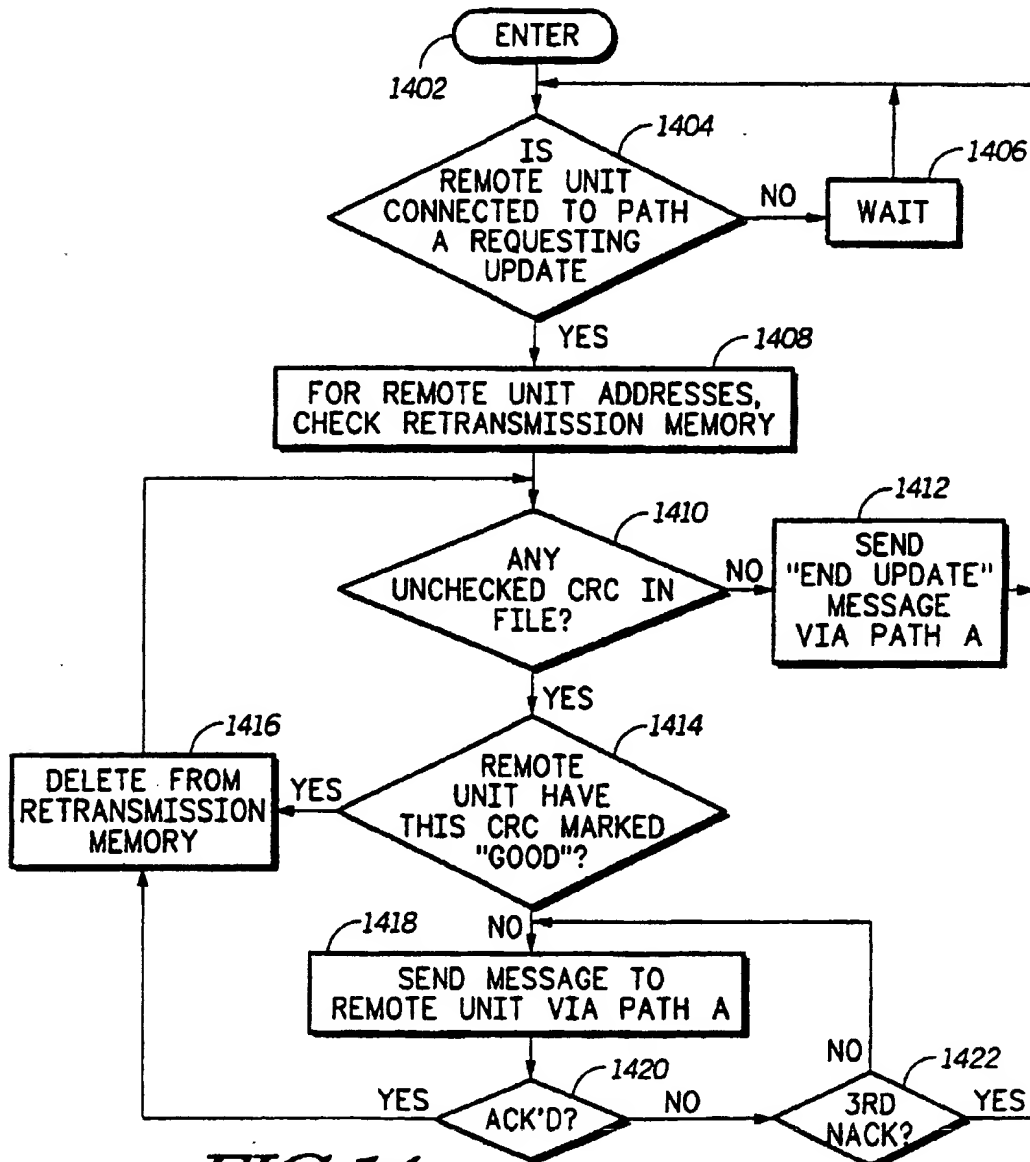 ENTER
1402
1404
IS
REMOTE UNIT
CONNECTED TO PATH
A REQUESTING
UPDATE
NO
1406
WAIT
YES
1408
FOR REMOTE UNIT ADDRESSES,
CHECK RETRANSMISSION MEMORY
1410
ANY
UNCHECKED CRC IN
FILE?
NO
1412
SEND
"END UPDATE"
MESSAGE
VIA PATH A
YES
1414
REMOTE
UNIT HAVE
THIS CRC MARKED
"GOOD"?
YES
1416
DELETE FROM
RETRANSMISSION
MEMORY
NO
1418
SEND MESSAGE TO
REMOTE UNIT VIA PATH A
1420
ACK'D?
YES
NO
1422
3RD
NACK?
NO
YES